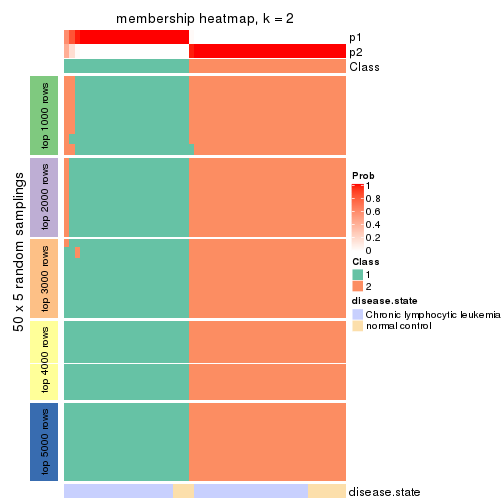 membership heatmap, k = 2
p1
p2
Class
50 x 5 random samplings
top 1000 rows
top 2000 rows
top 3000 rows
top 4000 rows
top 5000 rows
Prob
1
0.8
0.6
0.4
0.2
0
Class
1
2
disease.state
Chronic lymphocytic leukemia
normal control
disease.state